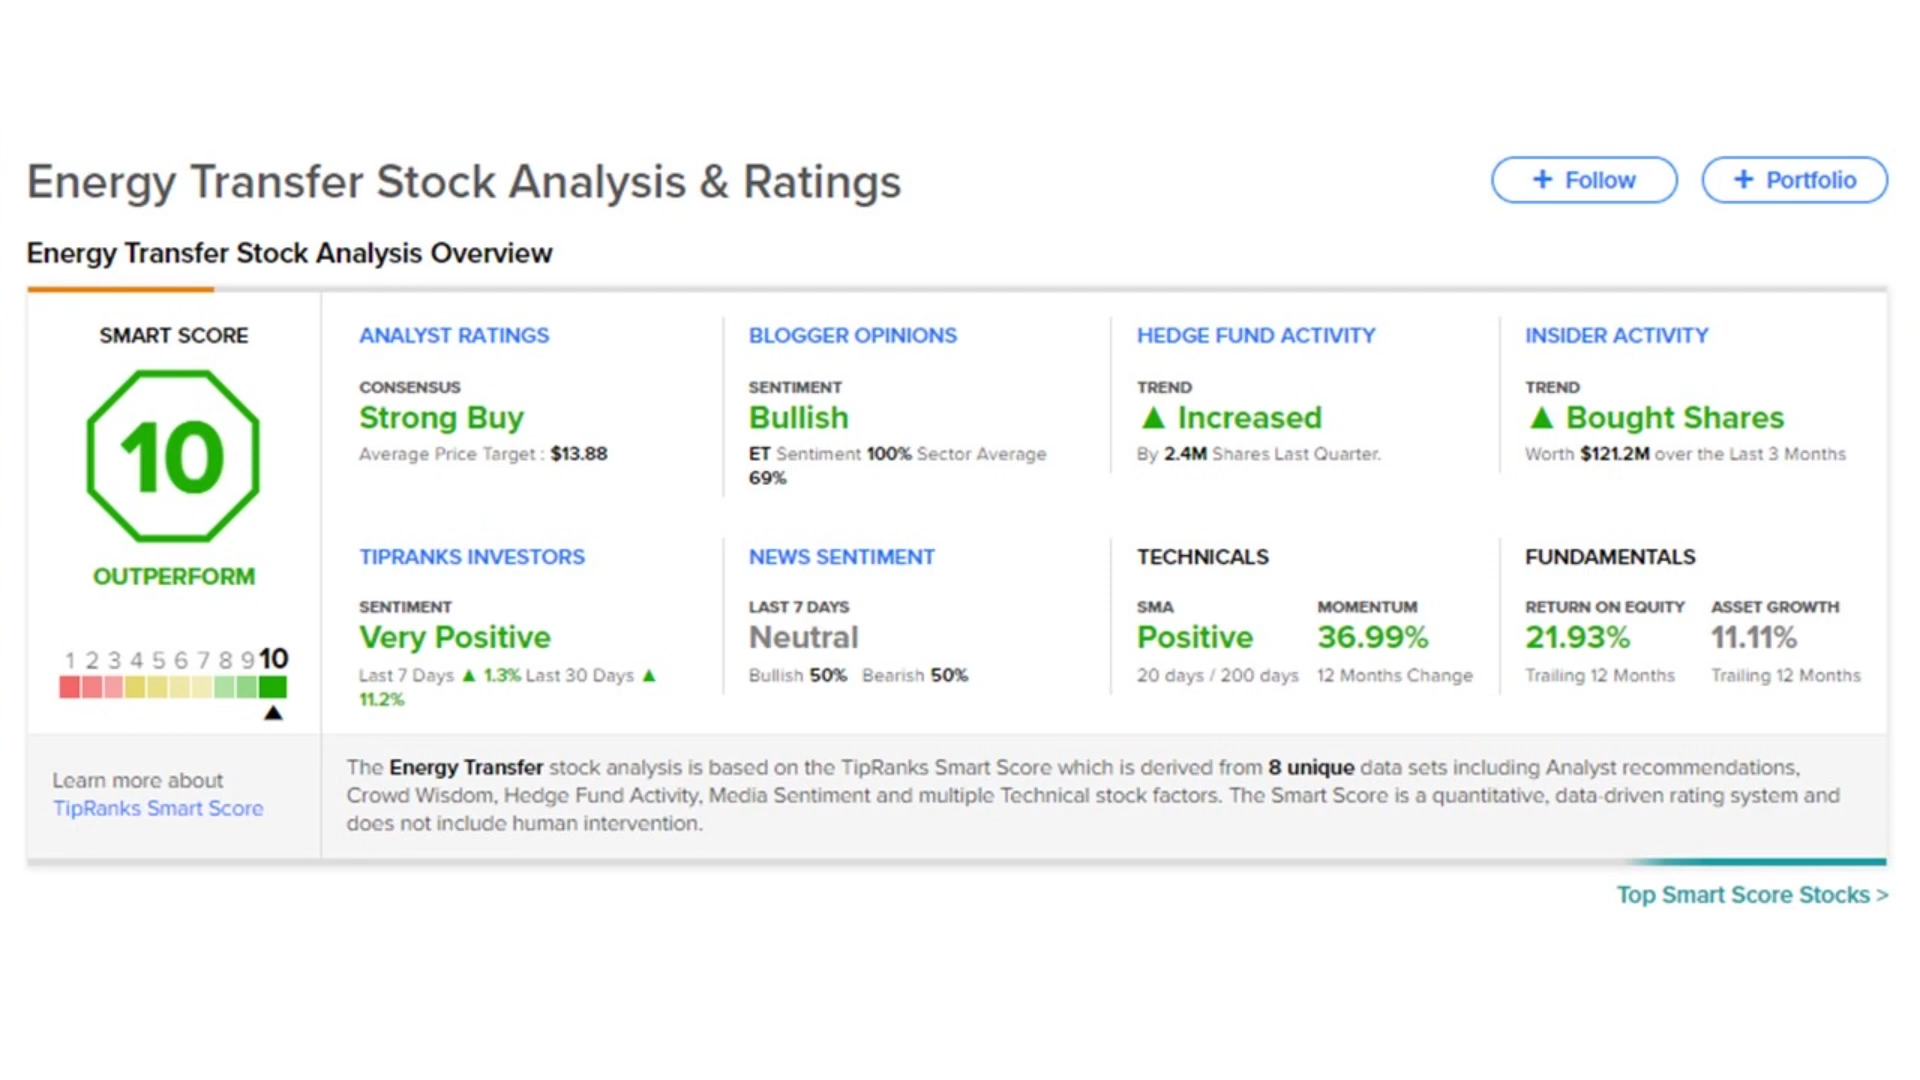 Energy Transfer Stock Analysis & Ratings
+ Follow
+ Portfolio
Energy Transfer Stock Analysis Overview
SMART SCORE
10
OUTPERFORM
1 2 3 4 5 6 7 8 9 10
ANALYST RATINGS
CONSENSUS
Strong Buy
Average Price Target : $13.88
BLOGGER OPINIONS
SENTIMENT
Bullish
ET Sentiment 100% Sector Average
69%
HEDGE FUND ACTIVITY
TREND
▲ Increased
By 2.4M Shares Last Quarter.
INSIDER ACTIVITY
TREND
▲ Bought Shares
Worth $121.2M over the Last 3 Months
TIPRANKS INVESTORS
SENTIMENT
Very Positive
Last 7 Days ▲ 1.3% Last 30 Days ▲
11.2%
NEWS SENTIMENT
LAST 7 DAYS
Neutral
Bullish 50% Bearish 50%
TECHNICALS
SMA
Positive
20 days / 200 days
MOMENTUM
36.99%
12 Months Change
FUNDAMENTALS
RETURN ON EQUITY
21.93%
Trailing 12 Months
ASSET GROWTH
11.11%
Trailing 12 Months
Learn more about
TipRanks Smart Score
The Energy Transfer stock analysis is based on the TipRanks Smart Score which is derived from 8 unique data sets including Analyst recommendations,
Crowd Wisdom, Hedge Fund Activity, Media Sentiment and multiple Technical stock factors. The Smart Score is a quantitative, data-driven rating system and
does not include human intervention.
Top Smart Score Stocks >